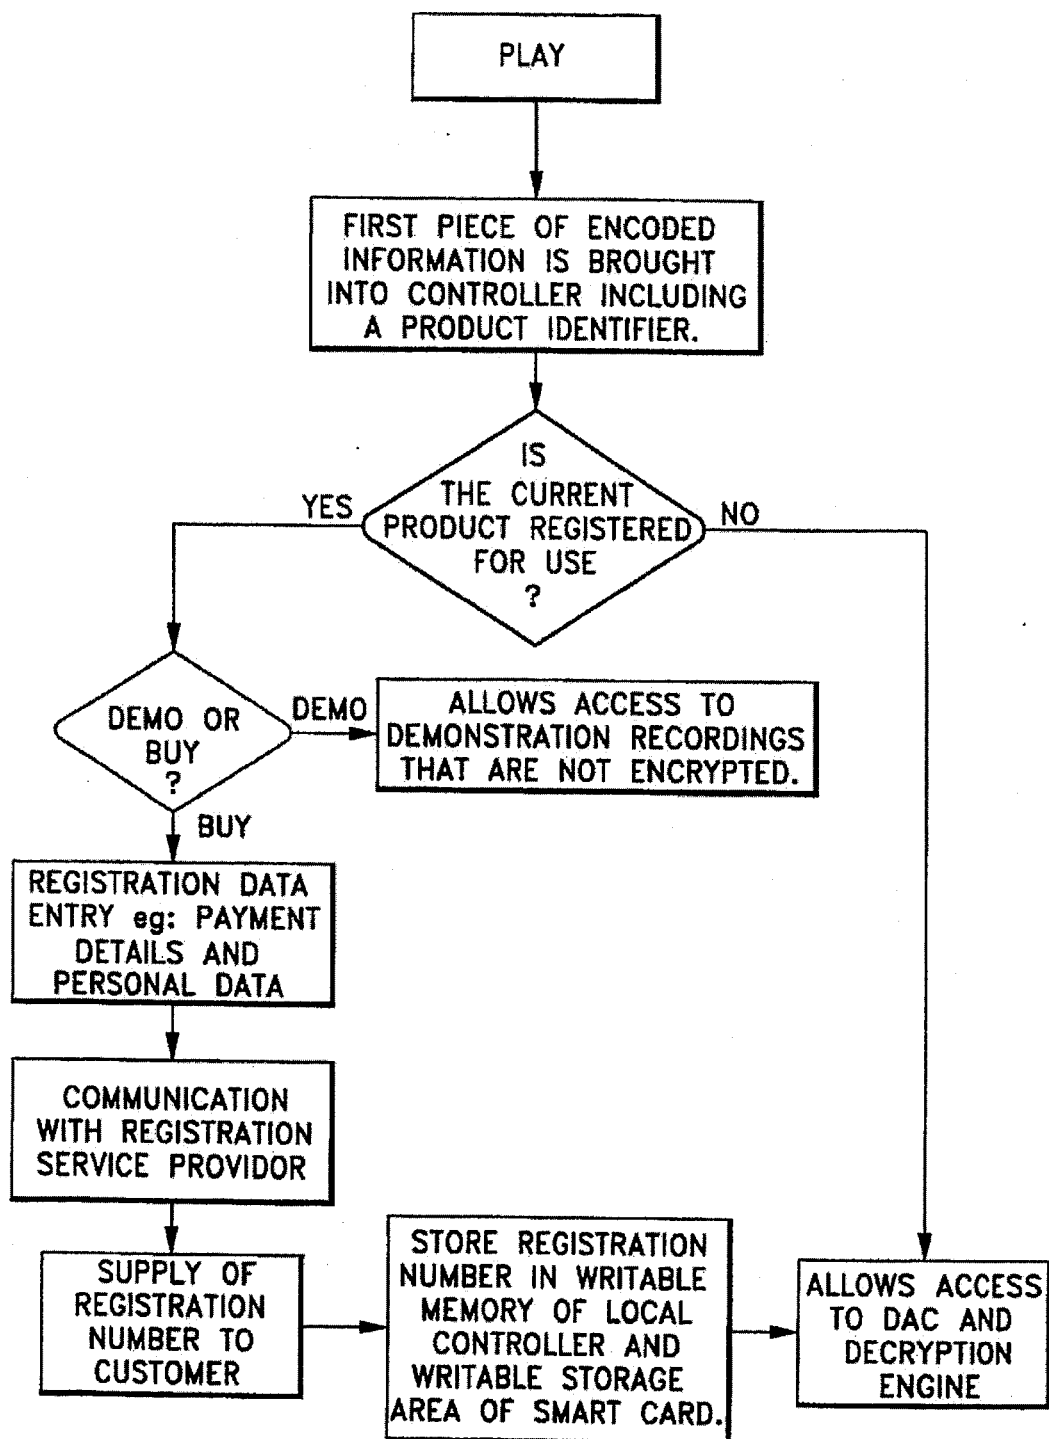 PLAY
FIRST PIECE OF ENCODED
INFORMATION IS BROUGHT
INTO CONTROLLER INCLUDING
A PRODUCT IDENTIFIER.
IS
THE CURRENT
PRODUCT REGISTERED
FOR USE
?
YES
NO
DEMO OR
BUY
?
DEMO
ALLOWS ACCESS TO
DEMONSTRATION RECORDINGS
THAT ARE NOT ENCRYPTED.
BUY
REGISTRATION DATA
ENTRY eg: PAYMENT
DETAILS AND
PERSONAL DATA
COMMUNICATION
WITH REGISTRATION
SERVICE PROVIDOR
SUPPLY OF
REGISTRATION
NUMBER TO
CUSTOMER
STORE REGISTRATION
NUMBER IN WRITABLE
MEMORY OF LOCAL
CONTROLLER AND
WRITABLE STORAGE
AREA OF SMART CARD.
ALLOWS ACCESS
TO DAC AND
DECRYPTION
ENGINE